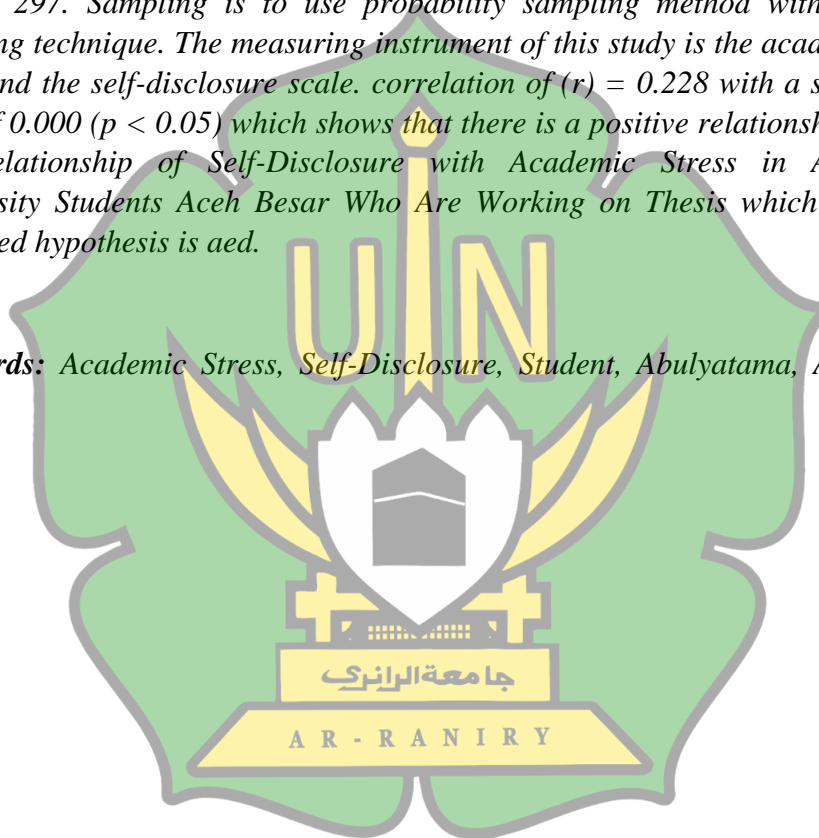 297. Sampling is to use probability sampling method with
ng technique. The measuring instrument of this study is the acad
nd the self-disclosure scale. correlation of (r) = 0.228 with a s
f 0.000 (p < 0.05) which shows that there is a positive relationsh
elationship of Self-Disclosure with Academic Stress in A
sity Students Aceh Besar Who Are Working on Thesis which
ed hypothesis is aed.
rds: Academic Stress, Self-Disclosure, Student, Abulyatama, A
UIN
جامعة الرانري
AR-RANIRY